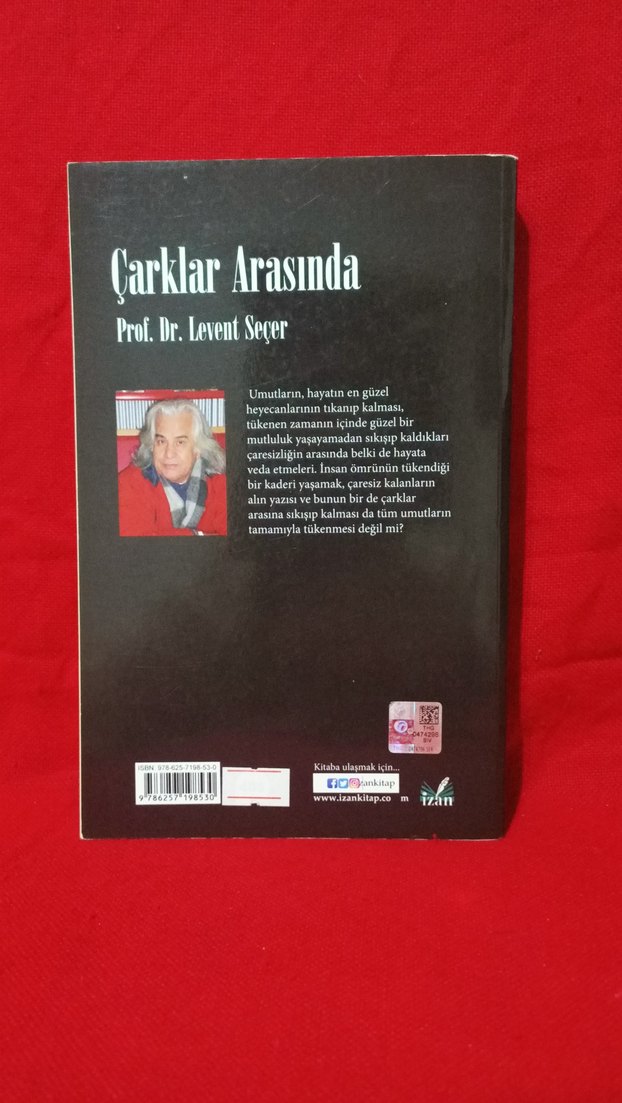 Çarklar Arasında
Prof. Dr. Levent Seçer
Umutların, hayatın en güzel
heyecanlarının tıkanıp kalması,
tükenen zamanın içinde güzel bir
mutluluk yaşayamadan sıkışıp kaldıkları
çaresizliğin arasında belki de hayata
veda etmeleri. İnsan ömrünün tükendiği
bir kaderi yaşamak, çaresiz kalanların
alın yazısı ve bunun bir de çarklar
arasına sıkışıp kalması da tüm umutların
tamamıyla tükenmesi değil mi?
THG
0474296
SIV
ISBN: 978-625-7198-53-0
9 786257 198530
Kitaba ulaşmak için...
izankitap
www.izankitap.co m
izan